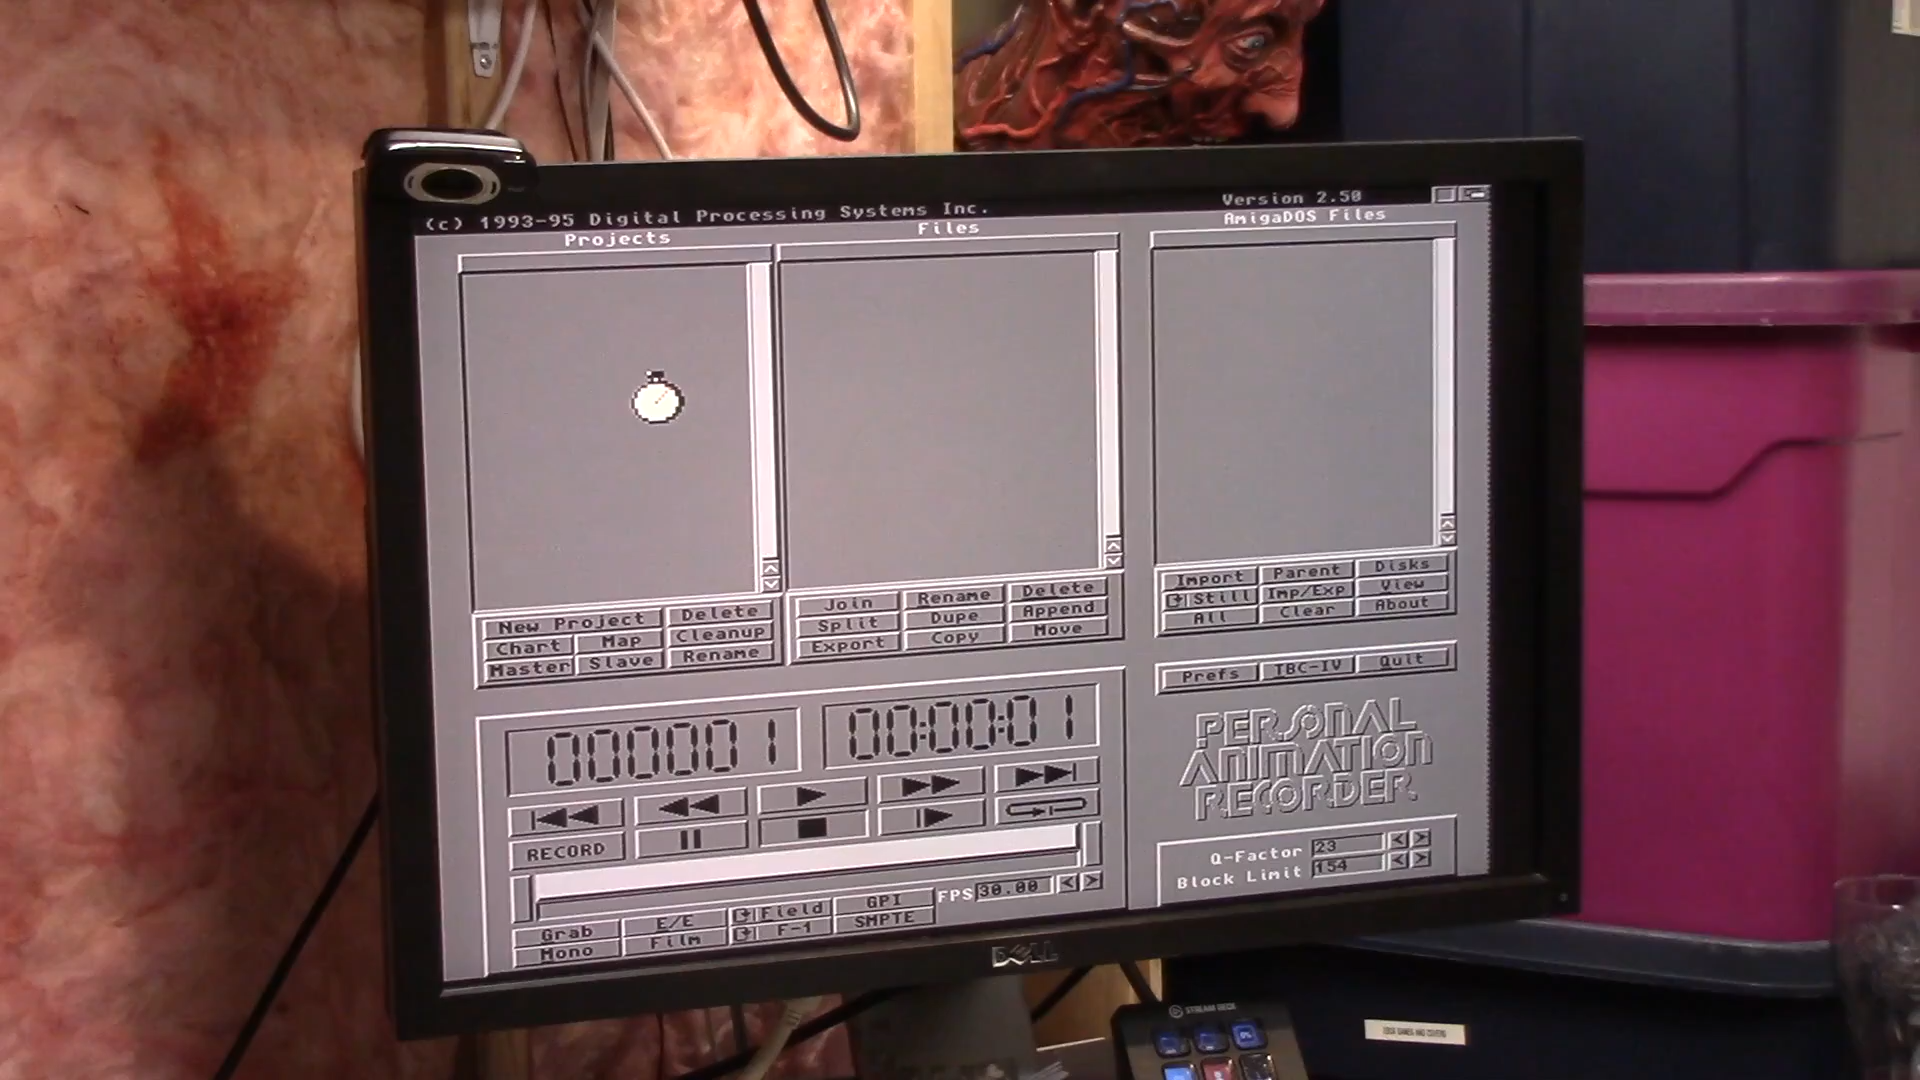 (c) 1993-95 Digital Processing Systems Inc.
Version 2.50
Projects
Files
AmigaDOS Files
New Project
Delete
Chart
Map
Cleanup
Master
Slave
Rename
Join
Rename
Delete
Split
Dupe
Append
Export
Copy
Move
Import
Parent
Disks
Still
Imp/Exp
View
All
Clear
About
Prefs
TBC-IV
Quit
000001
00:00:01
PERSONAL
ANIMATION
RECORDER
RECORD
Q-Factor 23
Block Limit 154
Grab
E/E
Field
GPI
FPS 30.00
Mono
Film
F-1
SMPTE
DELL
STREAM DECK